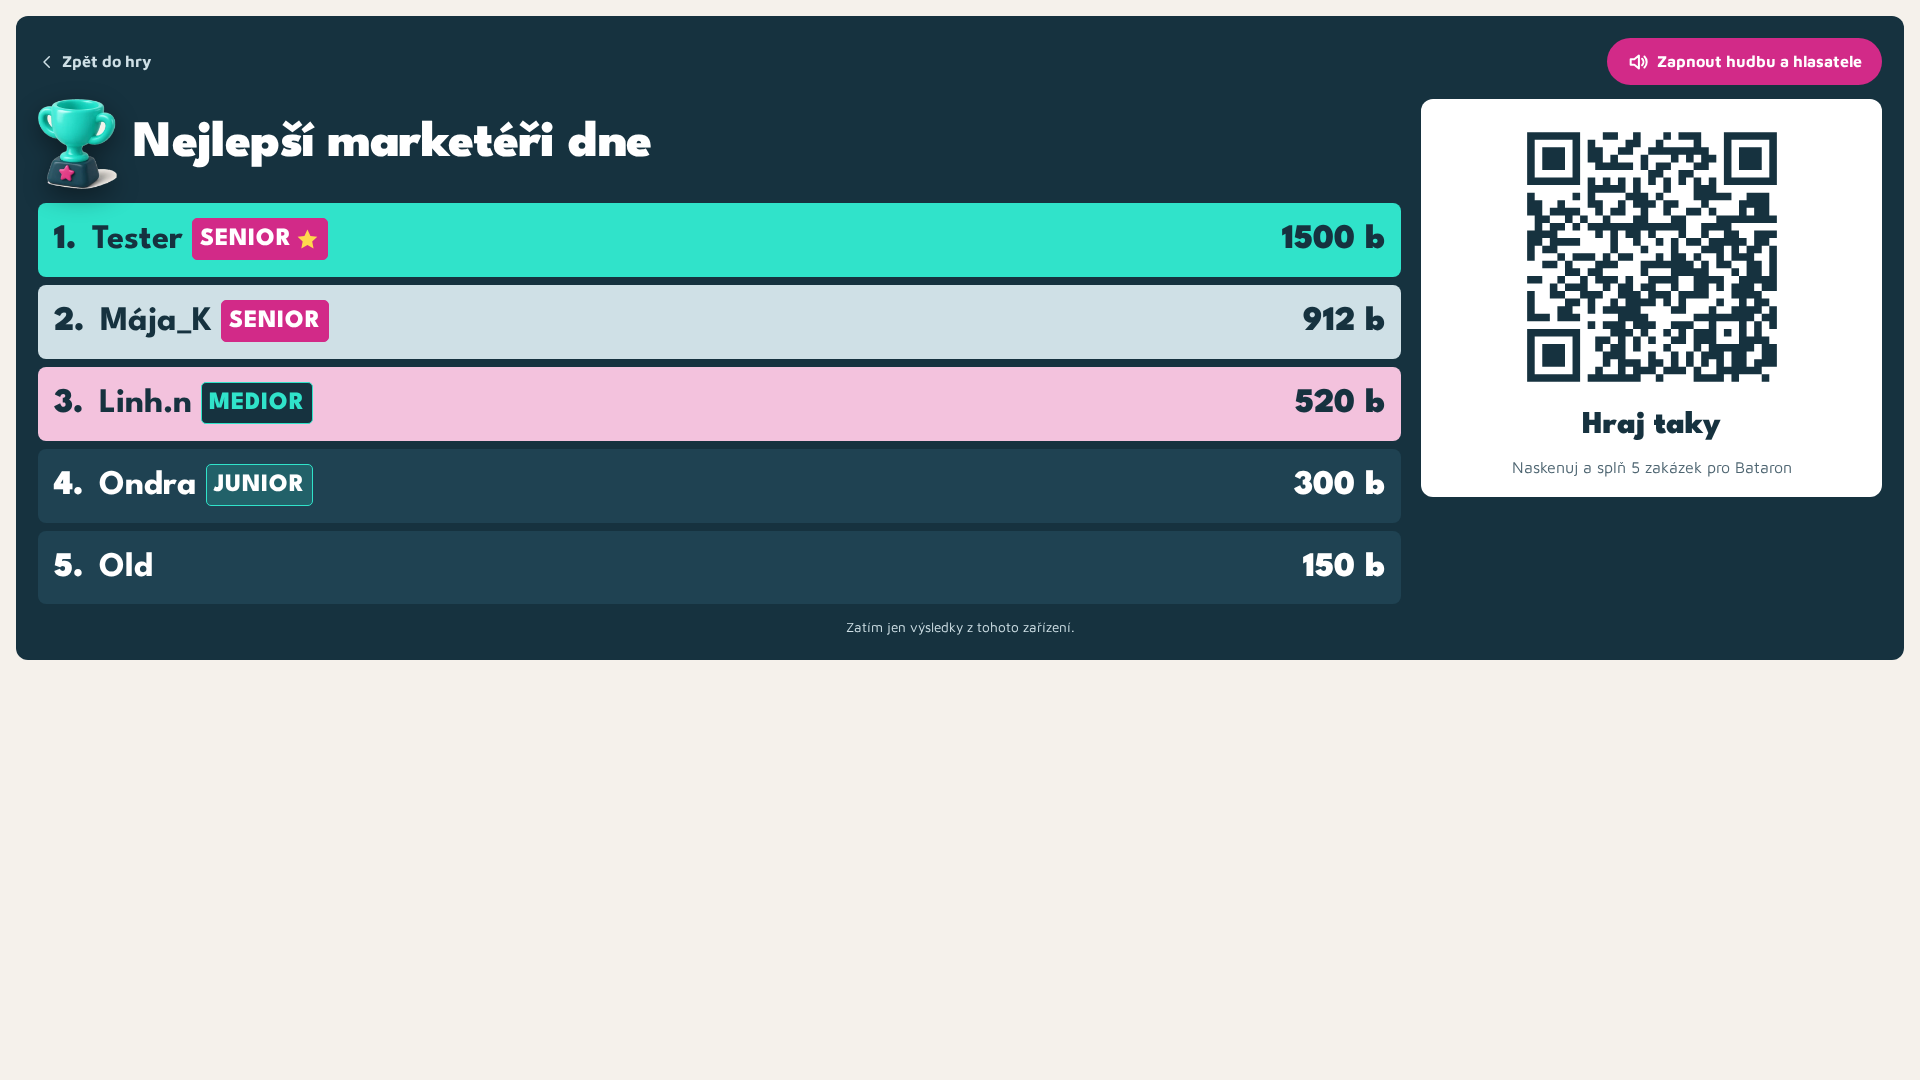 Zpět do hry
Zapnout hudbu a hlasatele
Nejlepší marketéři dne
1. Tester SENIOR ⭐ 1500 b
2. Mája_K SENIOR 912 b
3. Linh.n MEDIOR 520 b
4. Ondra JUNIOR 300 b
5. Old 150 b
Hraj taky
Naskenuj a splň 5 zakázek pro Bataron
Zatím jen výsledky z tohoto zařízení.